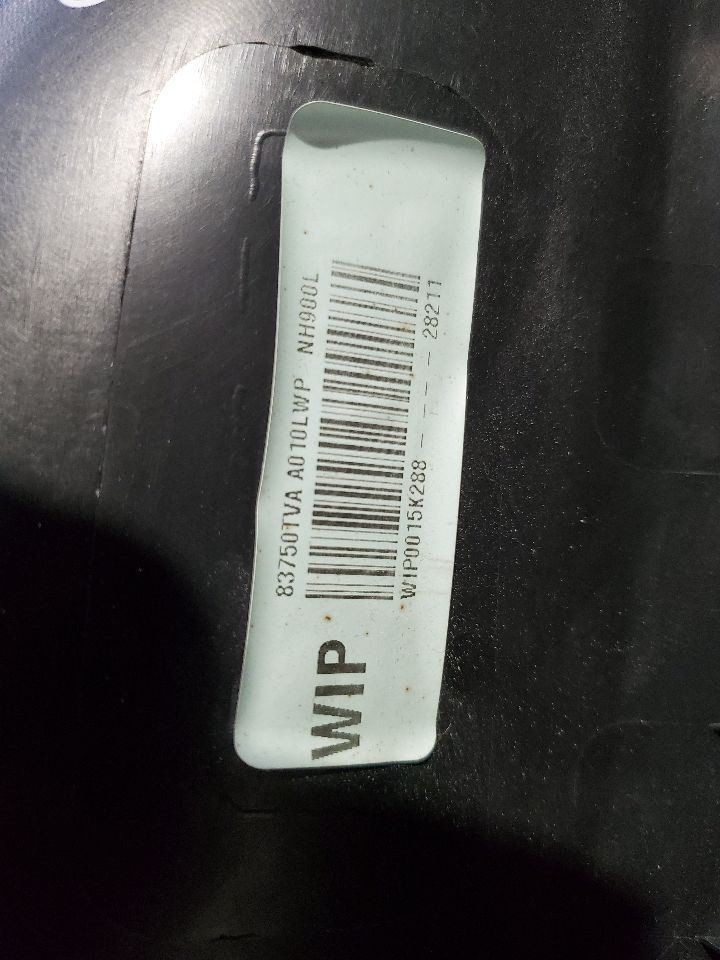 83750TVA A010LWP NH900L
WIP0015K288 - -- - 28211
WIP